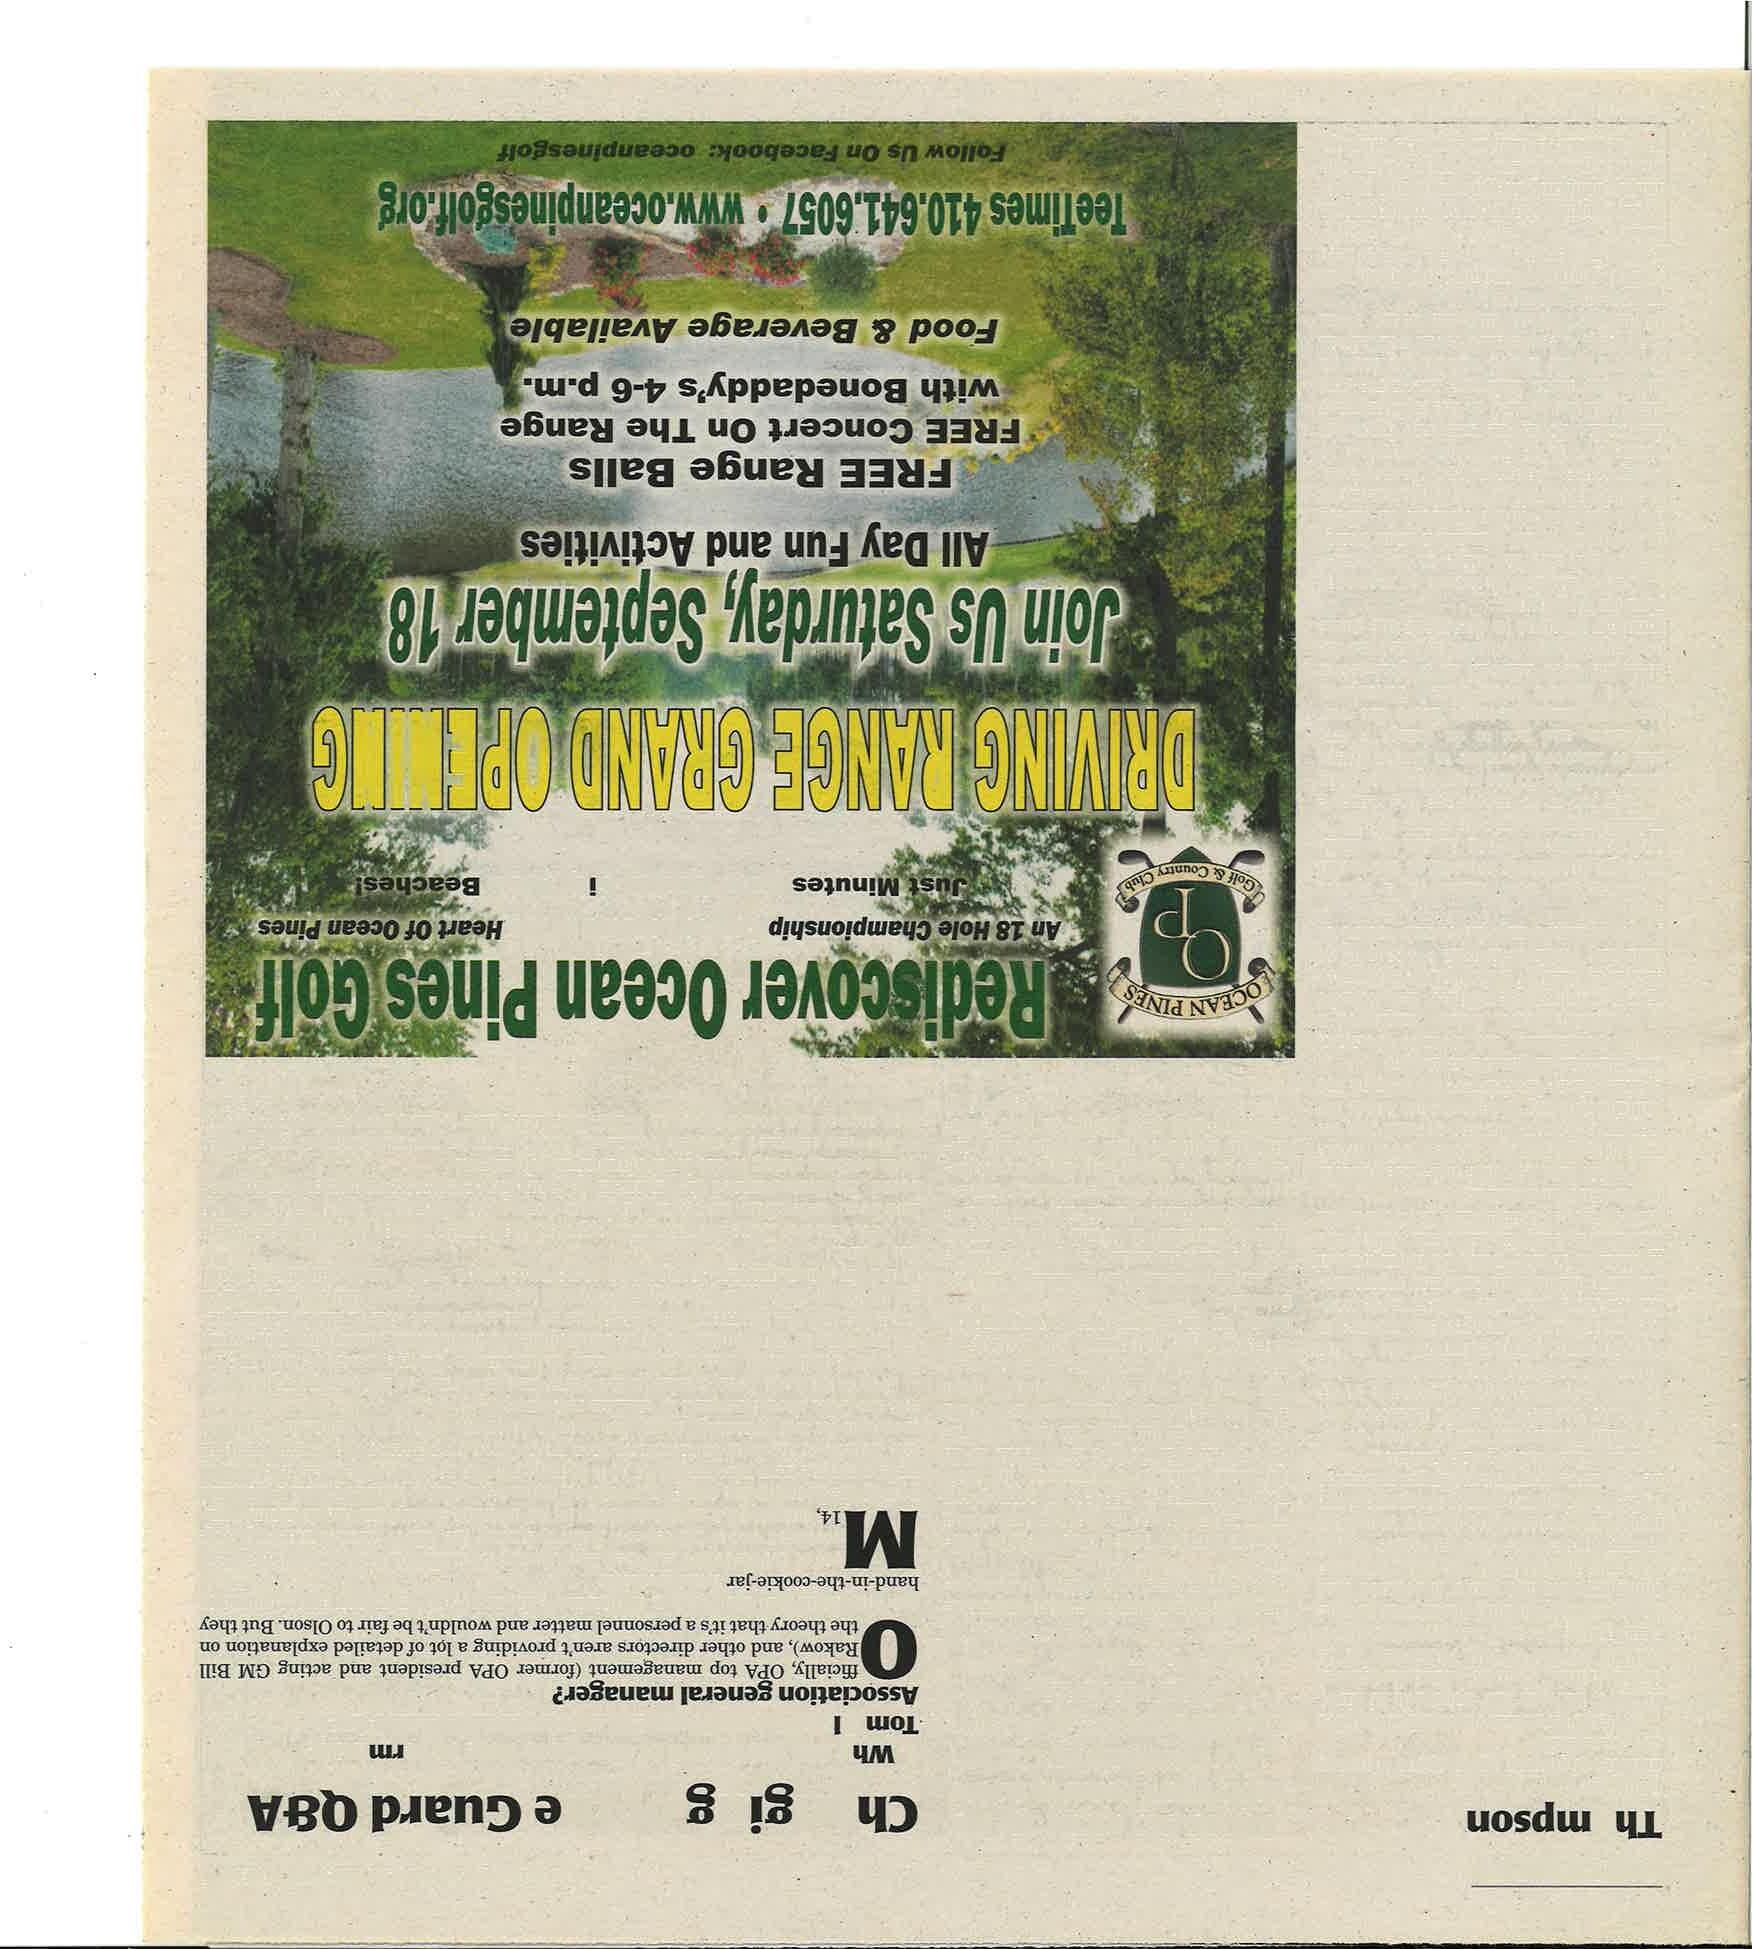 Th mpson
Ch gi g e Guard Q&A
Wh rm
Tom l
Association general manager?
Officially, OPA top management (former OPA president and acting GM Bill
Rakow), and other directors aren't providing a lot of detailed explanation on
the theory that it's a personnel matter and wouldn't be fair to Olson. But they
hand-in-the-cookie-jar
M 14,
OCEAN PINES
OP
Golf & Country Club
Rediscover Ocean Pines Golf
An 18 Hole Championship Heart Of Ocean Pines
Just Minutes i Beaches!
DRIVING RANGE GRAND OPENING
Join Us Saturday, September 18
All Day Fun and Activities
FREE Range Balls
FREE Concert On The Range
with Bonedaddy's 4-6 p.m.
Food & Beverage Available
TeeTimes 410.641.6057 • www.oceanpinesgolf.org
Follow Us On Facebook: oceanpinesgolf